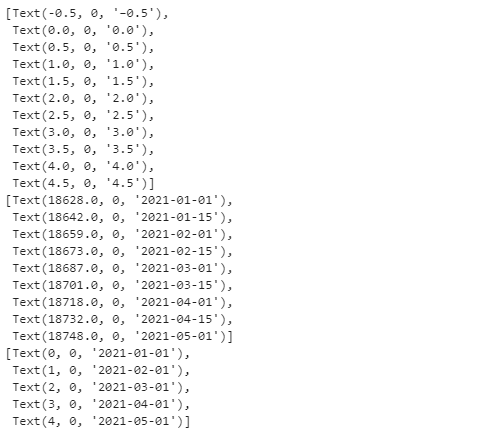 [Text(-0.5, 0, '−0.5'),
 Text(0.0, 0, '0.0'),
 Text(0.5, 0, '0.5'),
 Text(1.0, 0, '1.0'),
 Text(1.5, 0, '1.5'),
 Text(2.0, 0, '2.0'),
 Text(2.5, 0, '2.5'),
 Text(3.0, 0, '3.0'),
 Text(3.5, 0, '3.5'),
 Text(4.0, 0, '4.0'),
 Text(4.5, 0, '4.5')]
[Text(18628.0, 0, '2021-01-01'),
 Text(18642.0, 0, '2021-01-15'),
 Text(18659.0, 0, '2021-02-01'),
 Text(18673.0, 0, '2021-02-15'),
 Text(18687.0, 0, '2021-03-01'),
 Text(18701.0, 0, '2021-03-15'),
 Text(18718.0, 0, '2021-04-01'),
 Text(18732.0, 0, '2021-04-15'),
 Text(18748.0, 0, '2021-05-01')]
[Text(0, 0, '2021-01-01'),
 Text(1, 0, '2021-02-01'),
 Text(2, 0, '2021-03-01'),
 Text(3, 0, '2021-04-01'),
 Text(4, 0, '2021-05-01')]